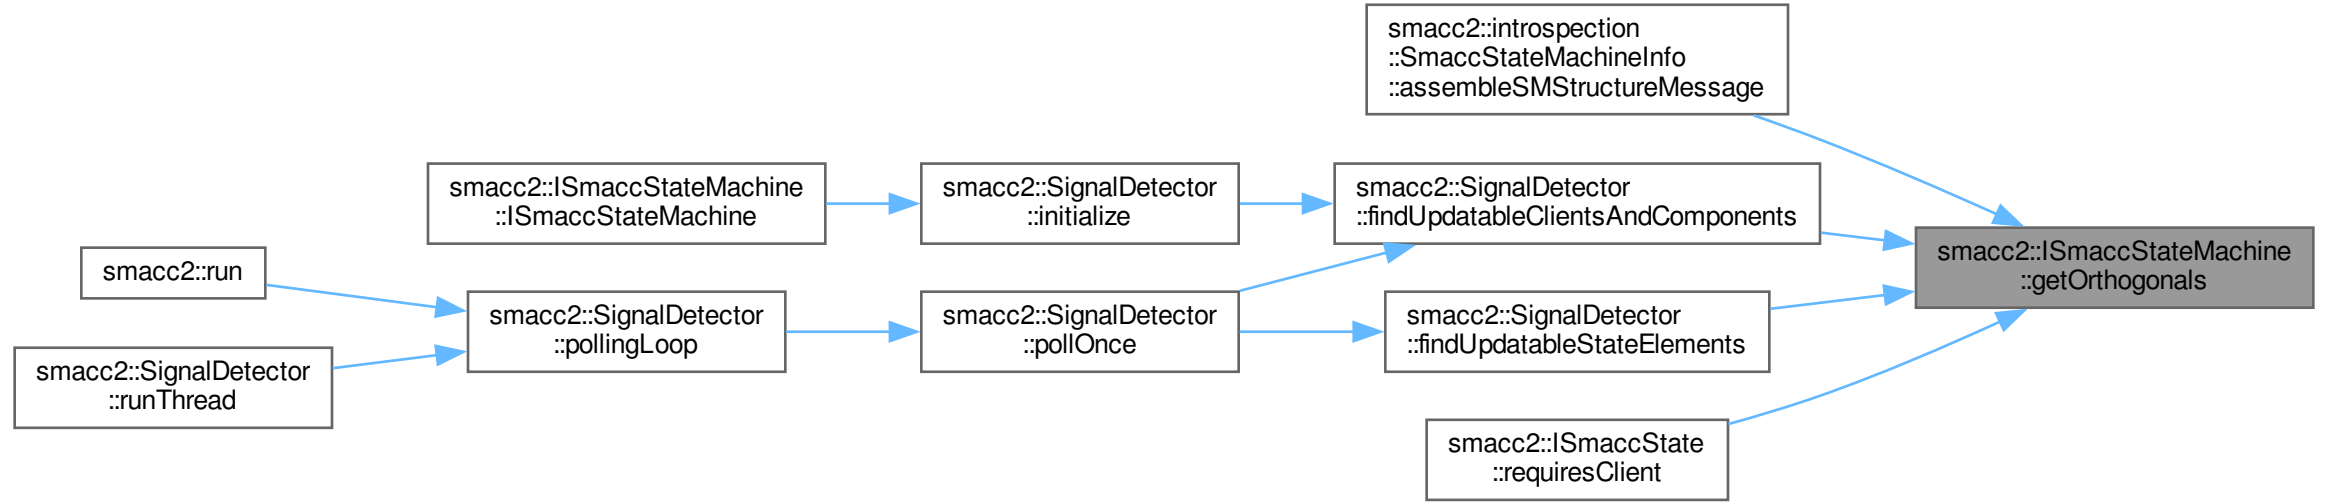 smacc2::introspection
::SmaccStateMachineInfo
::assembleSMStructureMessage
smacc2::ISmaccStateMachine
::ISmaccStateMachine
smacc2::SignalDetector
::initialize
smacc2::SignalDetector
::findUpdatableClientsAndComponents
smacc2::ISmaccStateMachine
::getOrthogonals
smacc2::run
smacc2::SignalDetector
::pollingLoop
smacc2::SignalDetector
::pollOnce
smacc2::SignalDetector
::findUpdatableStateElements
smacc2::SignalDetector
::runThread
smacc2::ISmaccState
::requiresClient